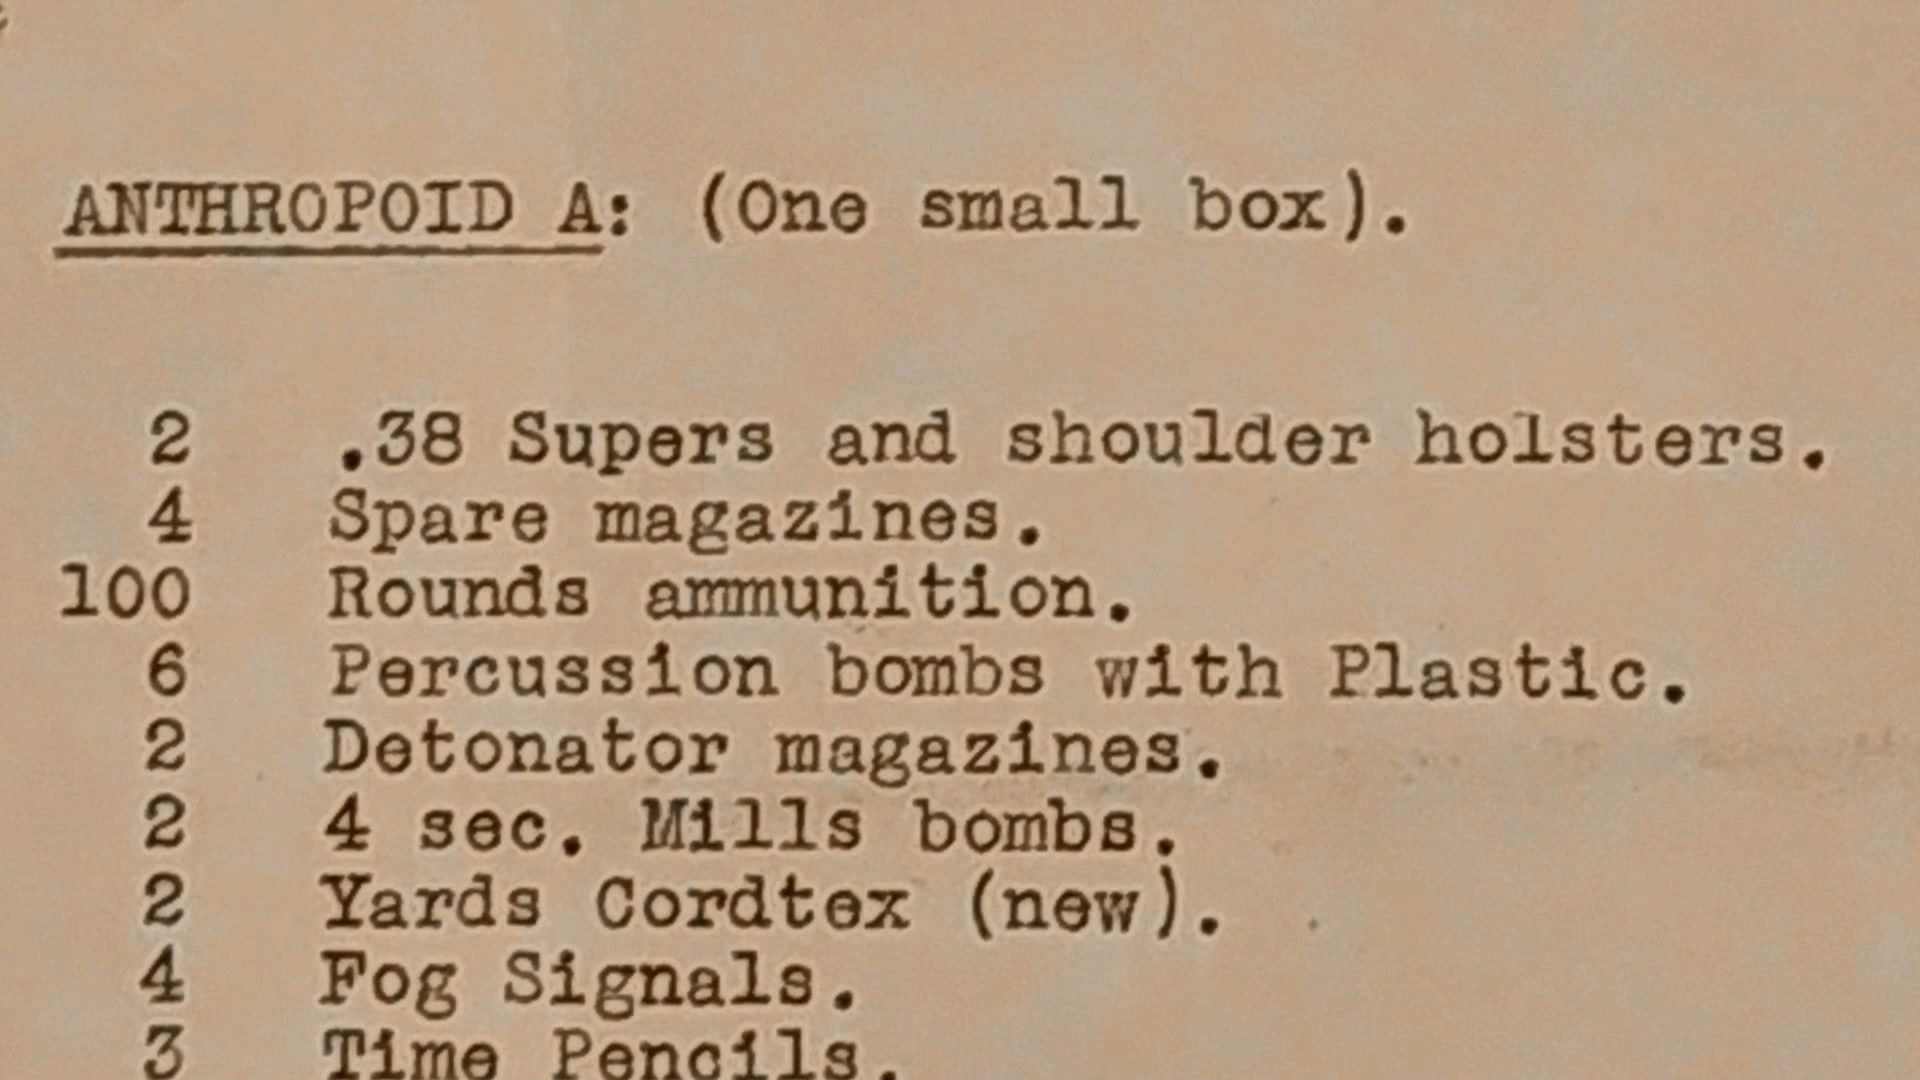 ANTHROPOID A: (One small box).
2 .38 Supers and shoulder holsters.
4 Spare magazines.
100 Rounds ammunition.
6 Percussion bombs with Plastic.
2 Detonator magazines.
2 4 sec. Mills bombs.
2 Yards Cordtex (new).
4 Fog Signals.
3 Time Pencils.